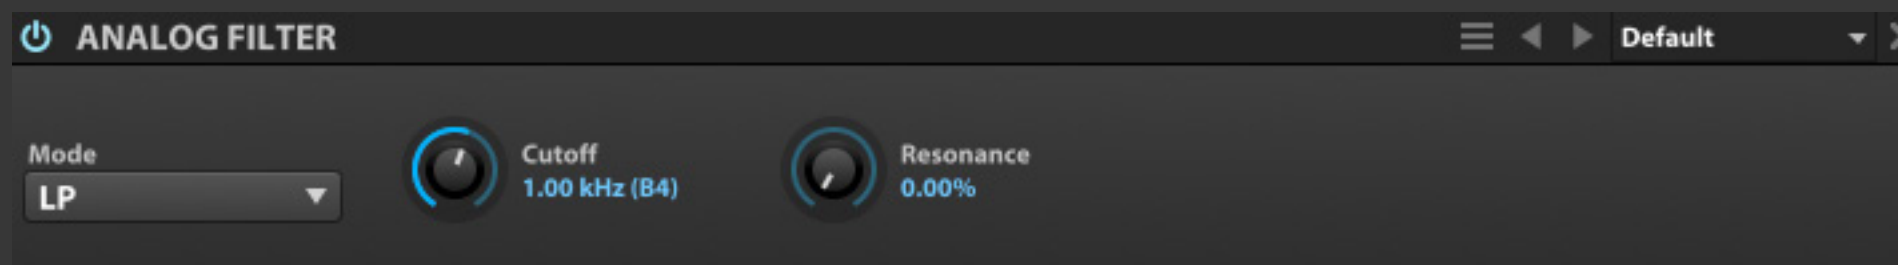 ANALOG FILTER
Default
Mode
LP
Cutoff
1.00 kHz (B4)
Resonance
0.00%